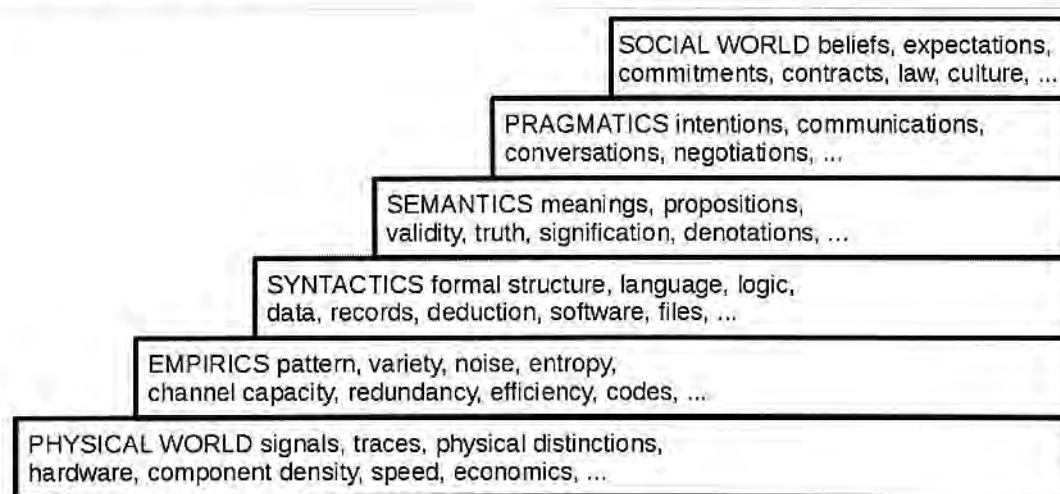 SOCIAL WORLD beliefs, expectations,
commitments, contracts, law, culture, ...
PRAGMATICS intentions, communications,
conversations, negotiations, ...
SEMANTICS meanings, propositions,
validity, truth, signification, denotations, ...
SYNTACTICS formal structure, language, logic,
data, records, deduction, software, files, ...
EMPIRICS pattern, variety, noise, entropy,
channel capacity, redundancy, efficiency, codes, ...
PHYSICAL WORLD signals, traces, physical distinctions,
hardware, component density, speed, economics, ...